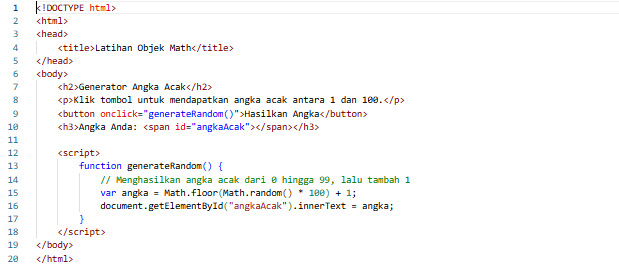 1 <!DOCTYPE html>
2 <html>
3 <head>
4     <title>Latihan Objek Math</title>
5 </head>
6 <body>
7     <h2>Generator Angka Acak</h2>
8     <p>Klik tombol untuk mendapatkan angka acak antara 1 dan 100.</p>
9     <button onclick="generateRandom()">Hasilkan Angka</button>
10     <h3>Angka Anda: <span id="angkaAcak"></span></h3>
11
12     <script>
13         function generateRandom() {
14             // Menghasilkan angka acak dari 0 hingga 99, lalu tambah 1
15             var angka = Math.floor(Math.random() * 100) + 1;
16             document.getElementById("angkaAcak").innerText = angka;
17         }
18     </script>
19 </body>
20 </html>